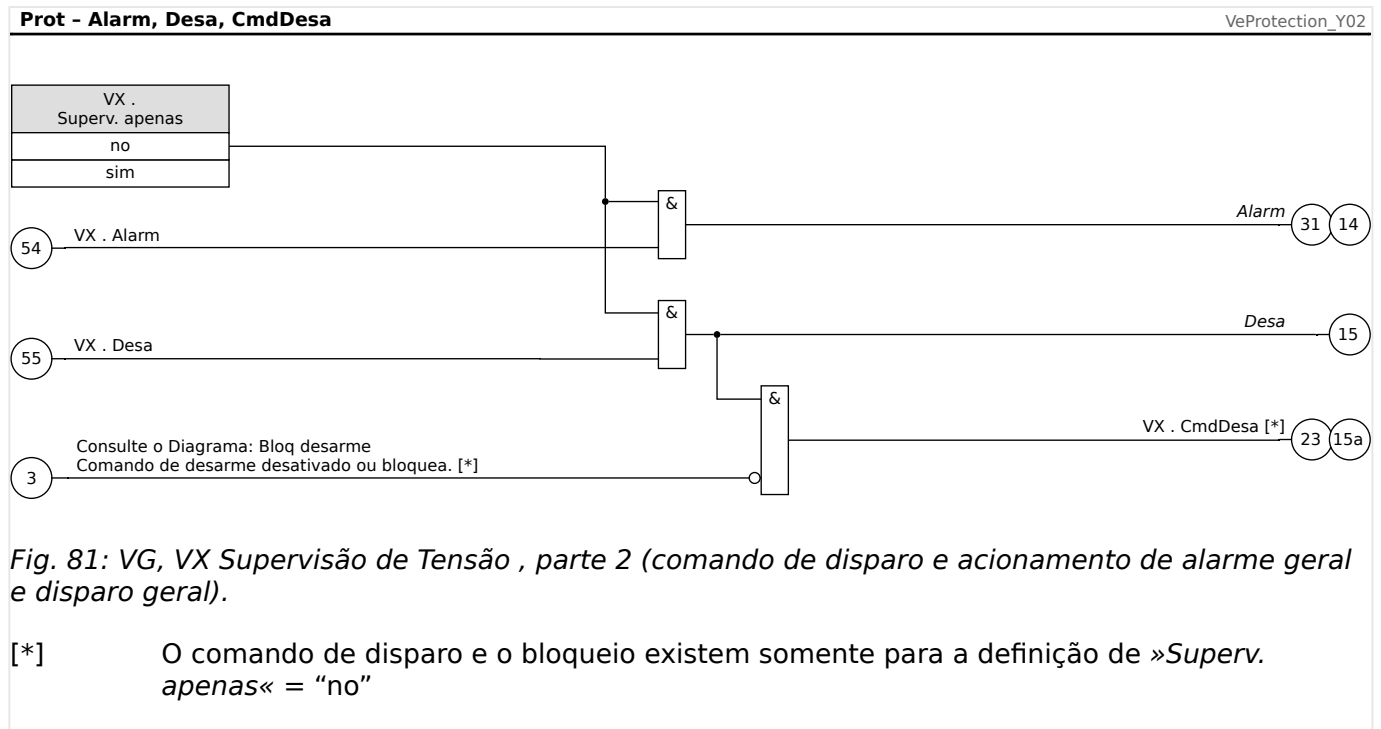 Prot – Alarm, Desa, CmdDesa
VeProtection_Y02
VX .
Superv. apenas
no
sim
&
Alarm
31
14
54
VX . Alarm
&
Desa
15
55
VX . Desa
&
VX . CmdDesa [*]
23
15a
Consulte o Diagrama: Bloq desarme
Comando de desarme desativado ou bloquea. [*]
3
Fig. 81: VG, VX Supervisão de Tensão , parte 2 (comando de disparo e acionamento de alarme geral
e disparo geral).
[*] O comando de disparo e o bloqueio existem somente para a definição de »Superv.
apenas« = “no”